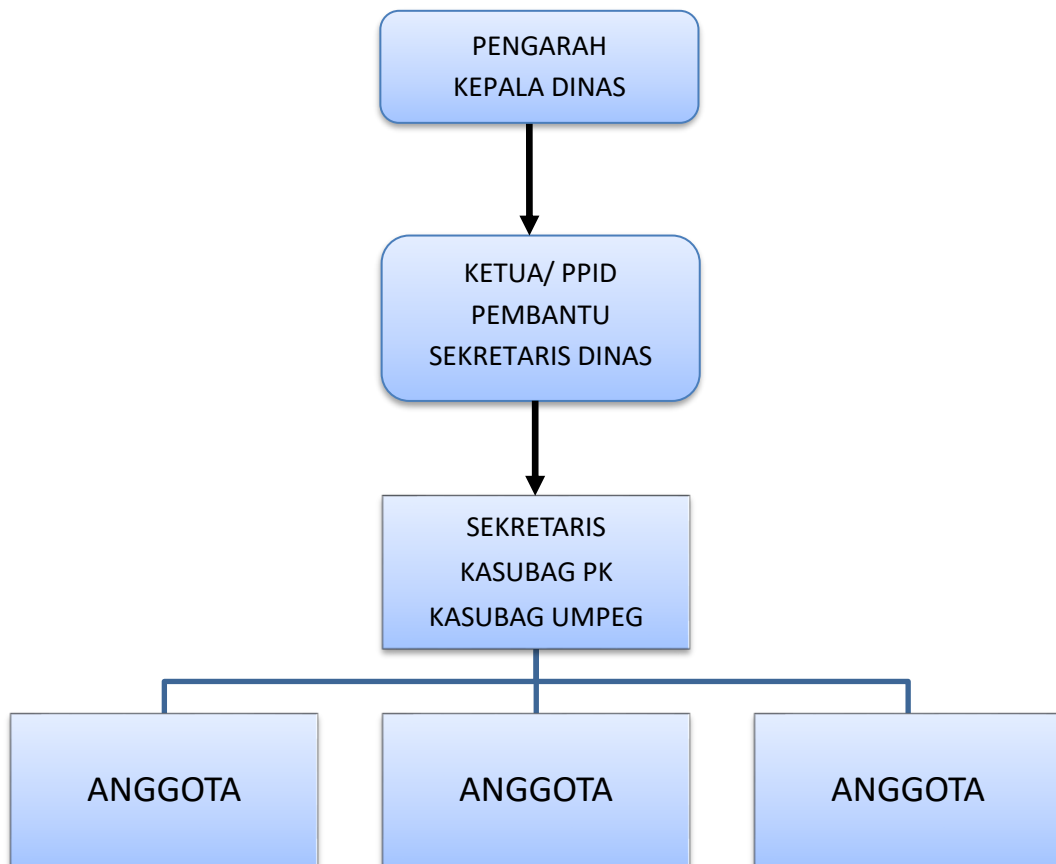 PENGARAH
KEPALA DINAS
KETUA/ PPID
PEMBANTU
SEKRETARIS DINAS
SEKRETARIS
KASUBAG PK
KASUBAG UMPEG
ANGGOTA
ANGGOTA
ANGGOTA